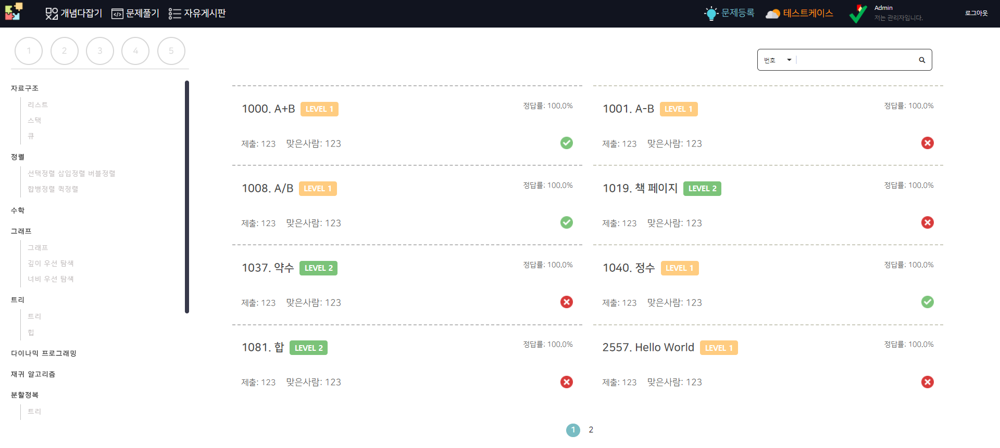 개념다잡기 문제풀기 자유게시판 문제등록 테스트케이스 Admin 로그아웃
저는 관리자입니다.
1 2 3 4 5
번호
자료구조
리스트
스택
큐
정렬
선택정렬 삽입정렬 버블정렬
합병정렬 퀵정렬
수학
그래프
그래프
깊이 우선 탐색
너비 우선 탐색
트리
트리
힙
다이나믹 프로그래밍
재귀 알고리즘
분할정복
트리
1000. A+B LEVEL 1 정답률: 100.0%
제출: 123 맞은사람: 123
1001. A-B LEVEL 1 정답률: 100.0%
제출: 123 맞은사람: 123
1008. A/B LEVEL 1 정답률: 100.0%
제출: 123 맞은사람: 123
1019. 책 페이지 LEVEL 2 정답률: 100.0%
제출: 123 맞은사람: 123
1037. 약수 LEVEL 2 정답률: 100.0%
제출: 123 맞은사람: 123
1040. 정수 LEVEL 1 정답률: 100.0%
제출: 123 맞은사람: 123
1081. 합 LEVEL 2 정답률: 100.0%
제출: 123 맞은사람: 123
2557. Hello World LEVEL 1 정답률: 100.0%
제출: 123 맞은사람: 123
1 2